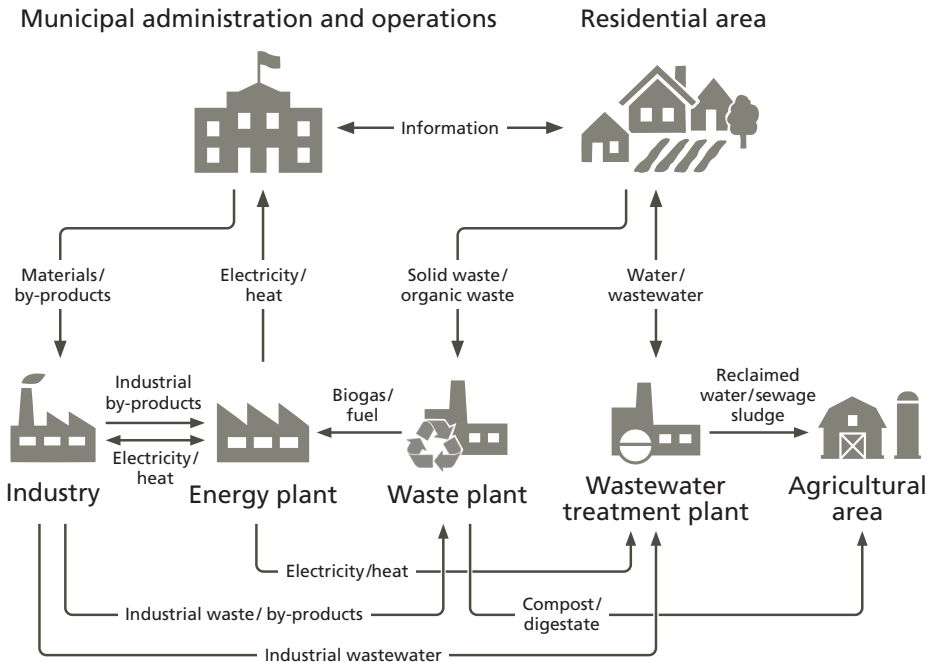 Municipal administration and operations
Residential area
Information
Materials/
by-products
Electricity/
heat
Solid waste/
organic waste
Water/
wastewater
Industrial
by-products
Electricity/
heat
Biogas/
fuel
Reclaimed
water/sewage
sludge
Industry
Energy plant
Waste plant
Wastewater
treatment plant
Agricultural
area
Electricity/heat
Industrial waste/ by-products
Compost/
digestate
Industrial wastewater